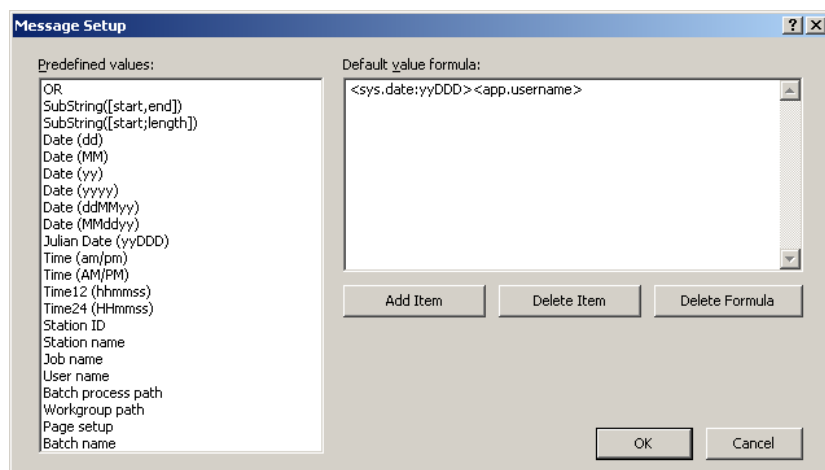 Message Setup
Predefined values:
OR
SubString([start,end])
SubString([start;length])
Date (dd)
Date (MM)
Date (yy)
Date (yyyy)
Date (ddMMyy)
Date (MMddyy)
Julian Date (yyDDD)
Time (am/pm)
Time (AM/PM)
Time12 (hhmmss)
Time24 (HHmmss)
Station ID
Station name
Job name
User name
Batch process path
Workgroup path
Page setup
Batch name
Default value formula:
<sys.date:yyDDD><app.username>
Add Item
Delete Item
Delete Formula
OK
Cancel